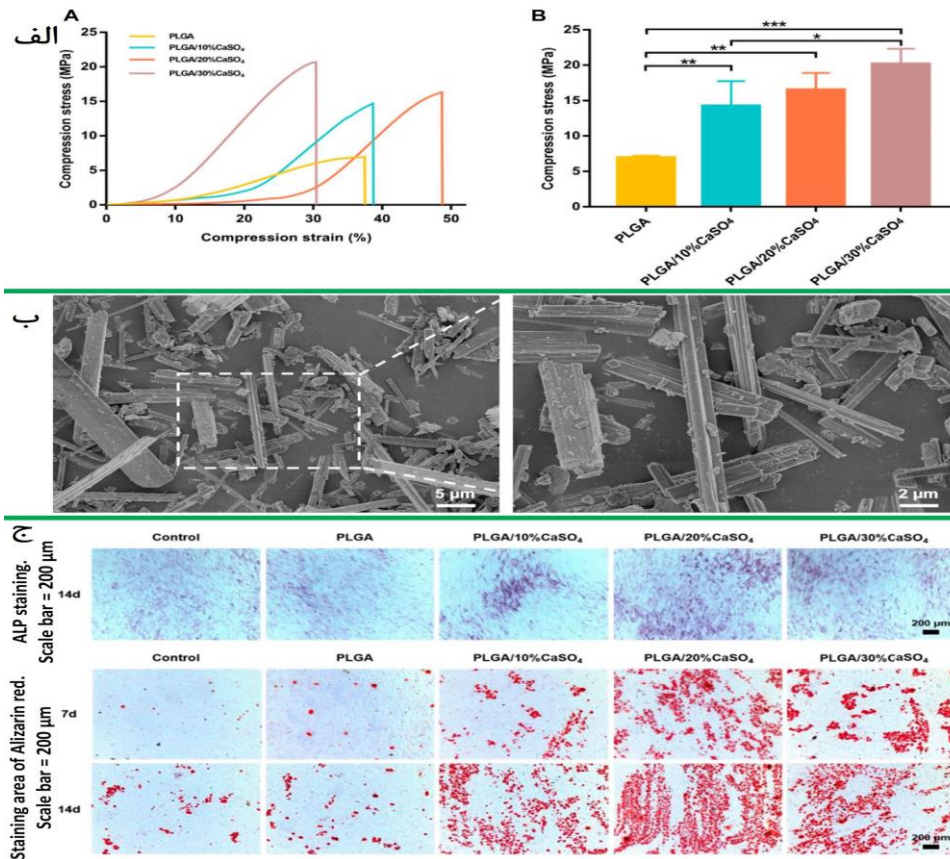 الف
A
Compression stress (MPa)
25
20
15
10
5
0
PLGA
PLGA/10%CaSO₄
PLGA/20%CaSO₄
PLGA/30%CaSO₄
0 10 20 30 40 50
Compression strain (%)
B
Compression stress (MPa)
25
20
15
10
5
0
***
*
**
**
PLGA
PLGA/10%CaSO₄
PLGA/20%CaSO₄
PLGA/30%CaSO₄
ب
5 µm
2 µm
ج
ALP staining.
Scale bar = 200 µm
Control PLGA PLGA/10%CaSO₄ PLGA/20%CaSO₄ PLGA/30%CaSO₄
14d
200 µm
Staining area of Alizarin red.
Scale bar = 200 µm
Control PLGA PLGA/10%CaSO₄ PLGA/20%CaSO₄ PLGA/30%CaSO₄
7d
14d
200 µm